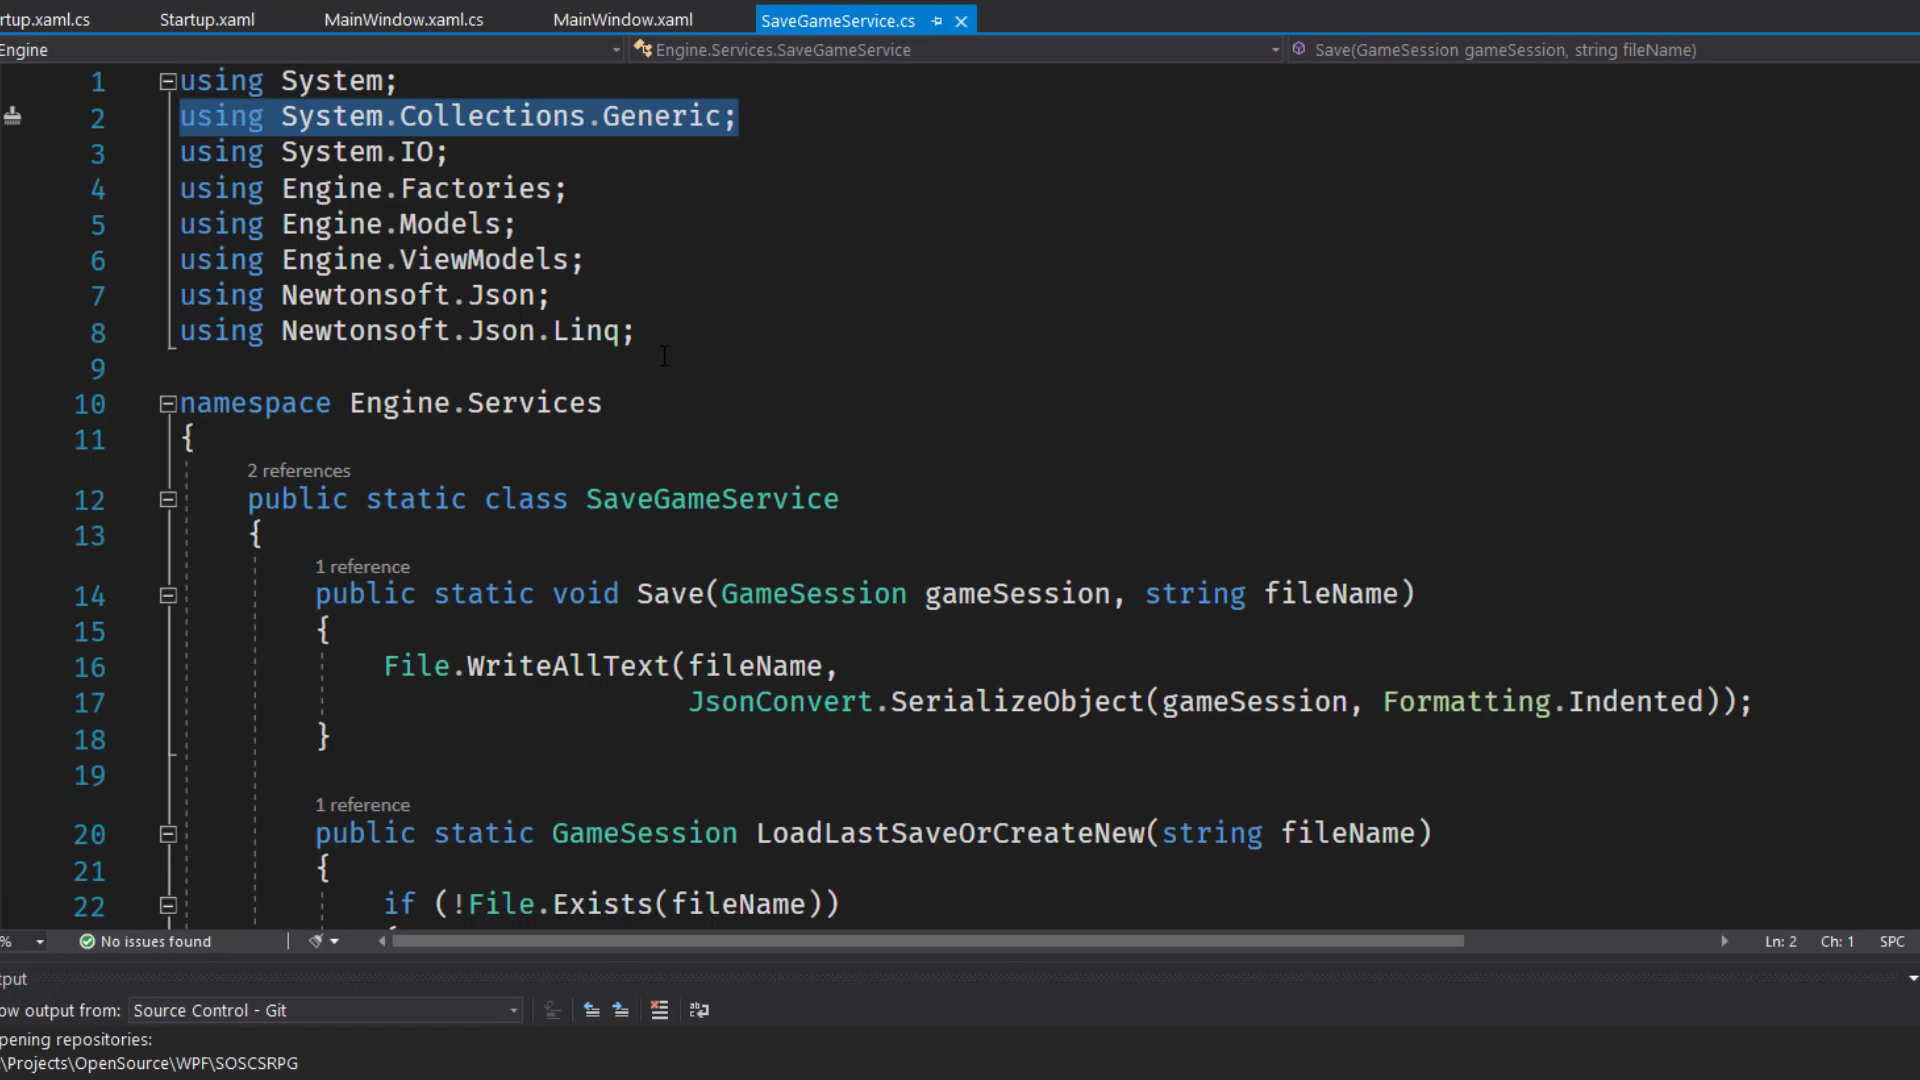 rtup.xaml.cs Startup.xaml MainWindow.xaml.cs MainWindow.xaml SaveGameService.cs
Engine Engine.Services.SaveGameService Save(GameSession gameSession, string fileName)
1 using System;
2 using System.Collections.Generic;
3 using System.IO;
4 using Engine.Factories;
5 using Engine.Models;
6 using Engine.ViewModels;
7 using Newtonsoft.Json;
8 using Newtonsoft.Json.Linq;
9
10 namespace Engine.Services
11 {
2 references
12 public static class SaveGameService
13 {
1 reference
14 public static void Save(GameSession gameSession, string fileName)
15 {
16 File.WriteAllText(fileName,
17 JsonConvert.SerializeObject(gameSession, Formatting.Indented));
18 }
19
1 reference
20 public static GameSession LoadLastSaveOrCreateNew(string fileName)
21 {
22 if (!File.Exists(fileName))
% No issues found Ln: 2 Ch: 1 SPC
tput
ow output from: Source Control - Git
pening repositories:
:\Projects\OpenSource\WPF\SOSCSRPG